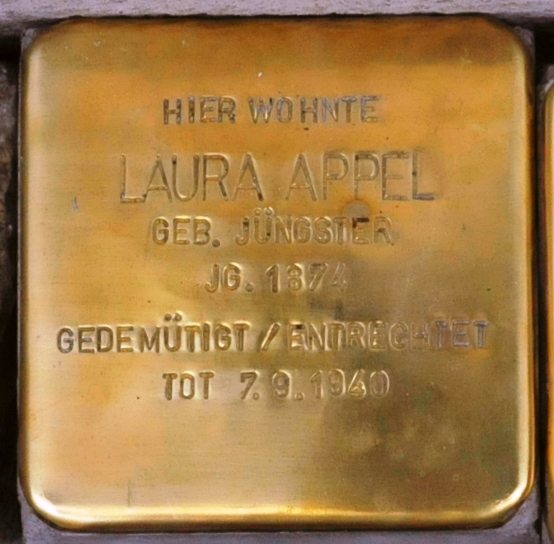 HIER WOHNTE
LAURA APPEL
GEB. JÜNGSTER
JG. 1874
GEDEMÜTIGT / ENTRECHTET
TOT 7.9.1940